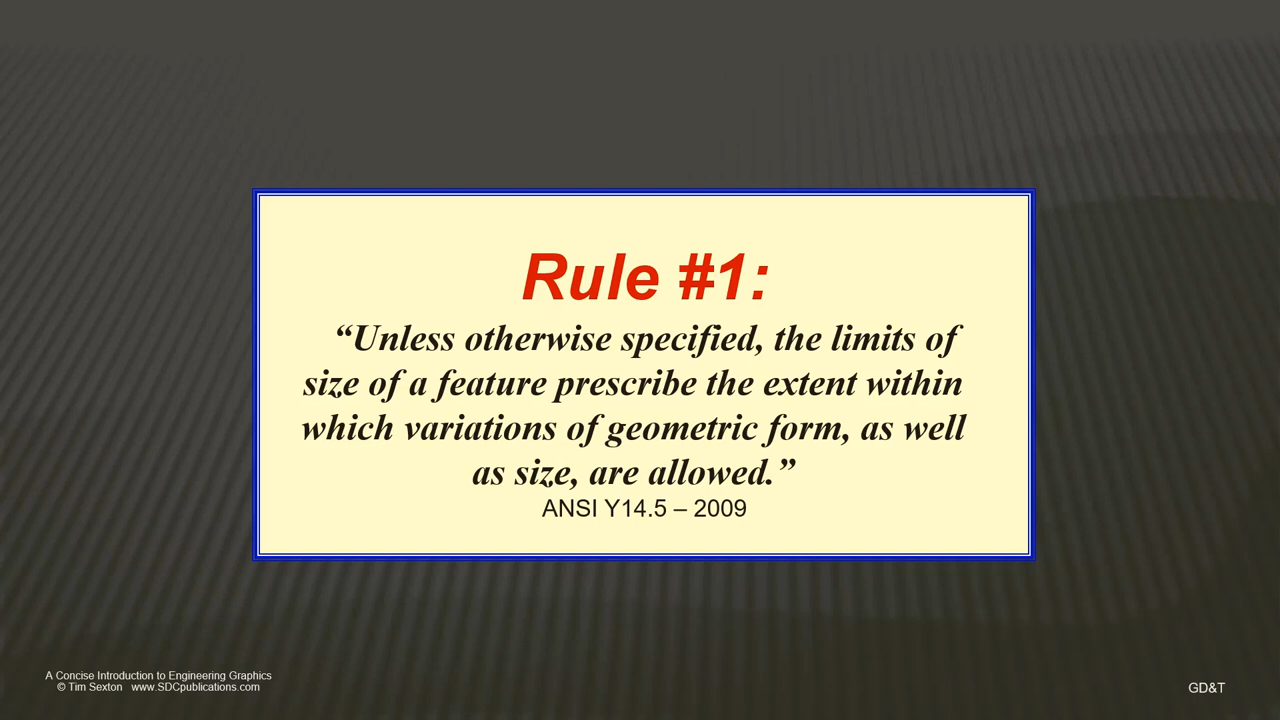 Rule #1:
“Unless otherwise specified, the limits of
size of a feature prescribe the extent within
which variations of geometric form, as well
as size, are allowed.”
ANSI Y14.5 – 2009
A Concise Introduction to Engineering Graphics
© Tim Sexton www.SDCpublications.com
GD&T